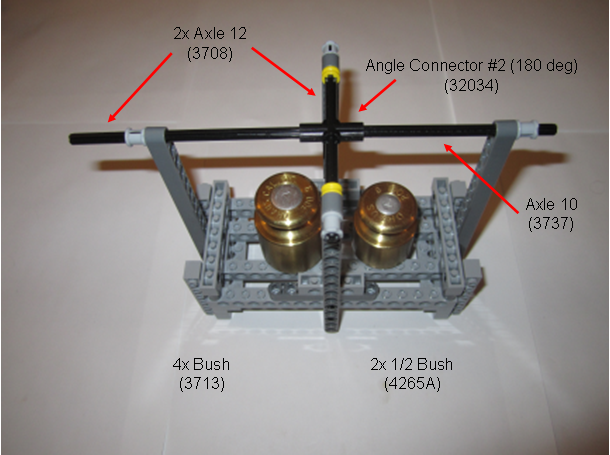 2x Axle 12
(3708)
Angle Connector #2 (180 deg)
(32034)
Axle 10
(3737)
4x Bush
(3713)
2x 1/2 Bush
(4265A)